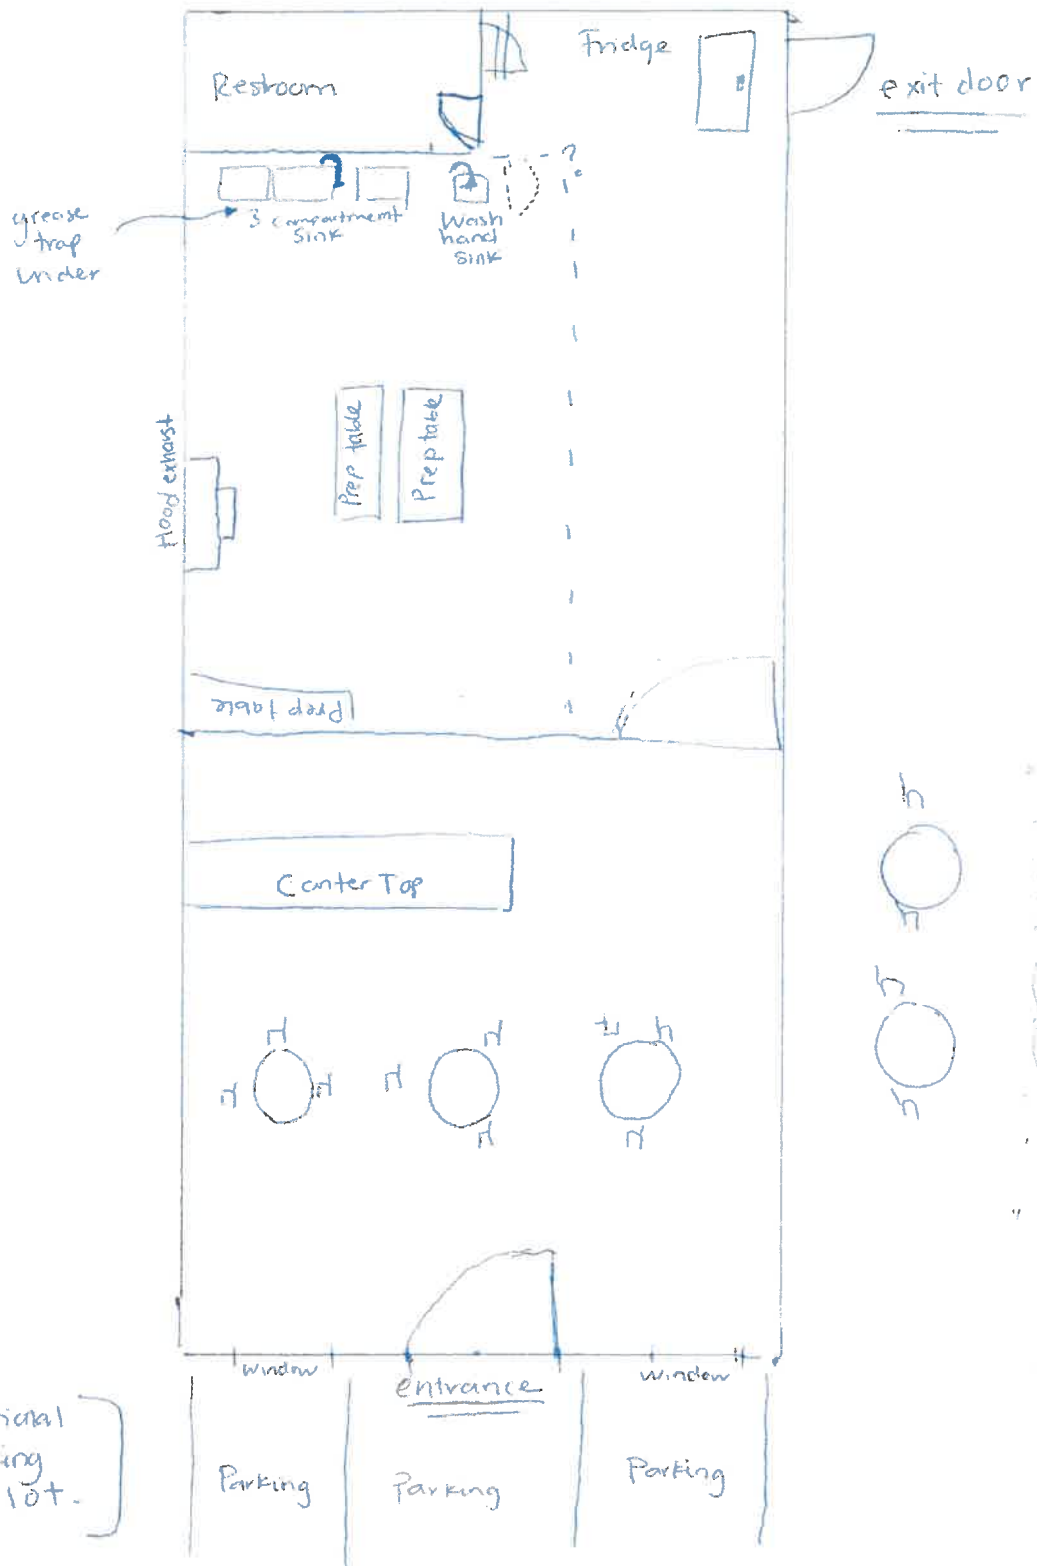 Restroom
Fridge
exit door
grease
trap
under
3 compartment
Sink
Wash
hand
Sink
?
Hood exhaust
Prep table
Prep table
Prep table
Conter Top
window
entrance
window
Parking
Parking
Parking
lot.